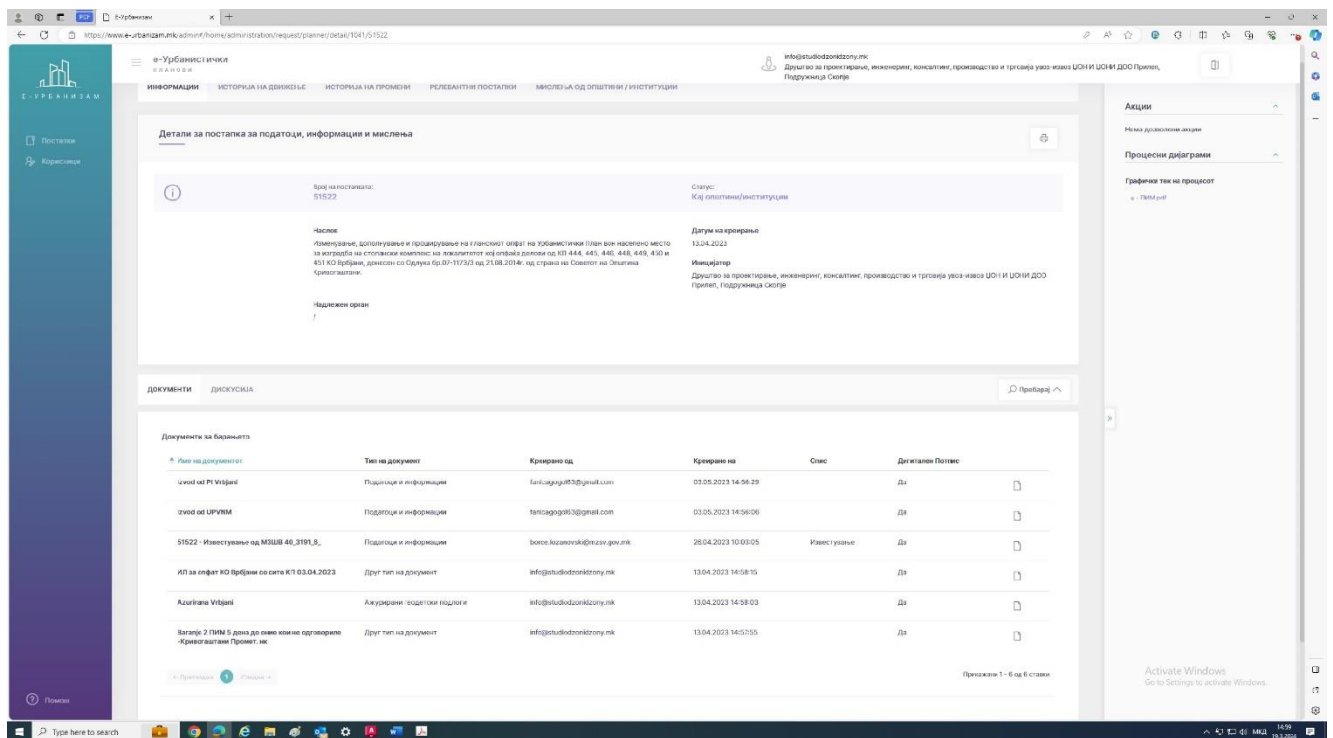 Е-Урбанизам
https://www.e-urbanizam.mk/admin#/home/administration/request/planner/detail/1041/51522
Е-УРБАНИЗАМ
Постапки
Корисници
Помош
е-Урбанистички
ПЛАНОВИ
info@studiodzonidzony.mk
Друштво за проектирање, инженеринг, консалтинг, производство и трговија увоз-извоз ЏОНИ ЏОНИ ДОО Прилеп,
Подружница Скопје
ИНФОРМАЦИИ ИСТОРИЈА НА ДВИЖЕЊЕ ИСТОРИЈА НА ПРОМЕНИ РЕЛЕВАНТНИ ПОСТАПКИ МИСЛЕЊА ОД ОПШТИНИ / ИНСТИТУЦИИ
Детали за постапка за податоци, информации и мислења
Број на постапката:
51522
Статус:
Кај општини/институции
Наслов
Изменување, дополнување и проширување на планскиот опфат на Урбанистички План вон населено место
за изградба на стопански комплекс на локалитетот кој опфаќа делови од КП 444, 445, 446, 448, 449, 450 и
451 КО Врбјани, донесен со Одлука бр.07-1173/3 од 21.08.2014г. од страна на Советот на Општина
Кривогаштани.
Датум на креирање
13.04.2023
Иницијатор
Друштво за проектирање, инженеринг, консалтинг, производство и трговија увоз-извоз ЏОН И ЏОНИ ДОО
Прилеп, Подружница Скопје
Надлежен орган
/
ДОКУМЕНТИ ДИСКУСИЈА
Пребарај
Документи за барањето
Име на документот Тип на документ Креирано од Креирано на Спис Дигитален Потпис
Izvod od PI Vrbjani Податоци и информации fanicagogo63@gmail.com 03.05.2023 14:56:29 Да
Izvod od UPVNM Податоци и информации fanicagogo63@gmail.com 03.05.2023 14:56:06 Да
51522 - Известување од МЗШВ 40_3191_8_ Податоци и информации borce.lozanovski@mzsv.gov.mk 26.04.2023 10:03:05 Известување Да
ИЛ за опфат КО Врбјани со сите КП 03.04.2023 Друг тип на документ info@studiodzonidzony.mk 13.04.2023 14:58:15 Да
Azurirana Vrbjani Ажурирани геодетски подлоги info@studiodzonidzony.mk 13.04.2023 14:58:03 Да
Baranje 2 ПИМ 5 дена до оние кои не одговориле
-Кривогаштани Промет. нк Друг тип на документ info@studiodzonidzony.mk 13.04.2023 14:57:55 Да
« Претходна 1 Следна »
Прикажани 1 - 6 од 6 ставки
Акции
Нема дозволени акции
Процесни дијаграми
Графички тек на процесот
е - ПИМ.pdf
Activate Windows
Go to Settings to activate Windows.
Type here to search
МКД
14:59
19.3.2024